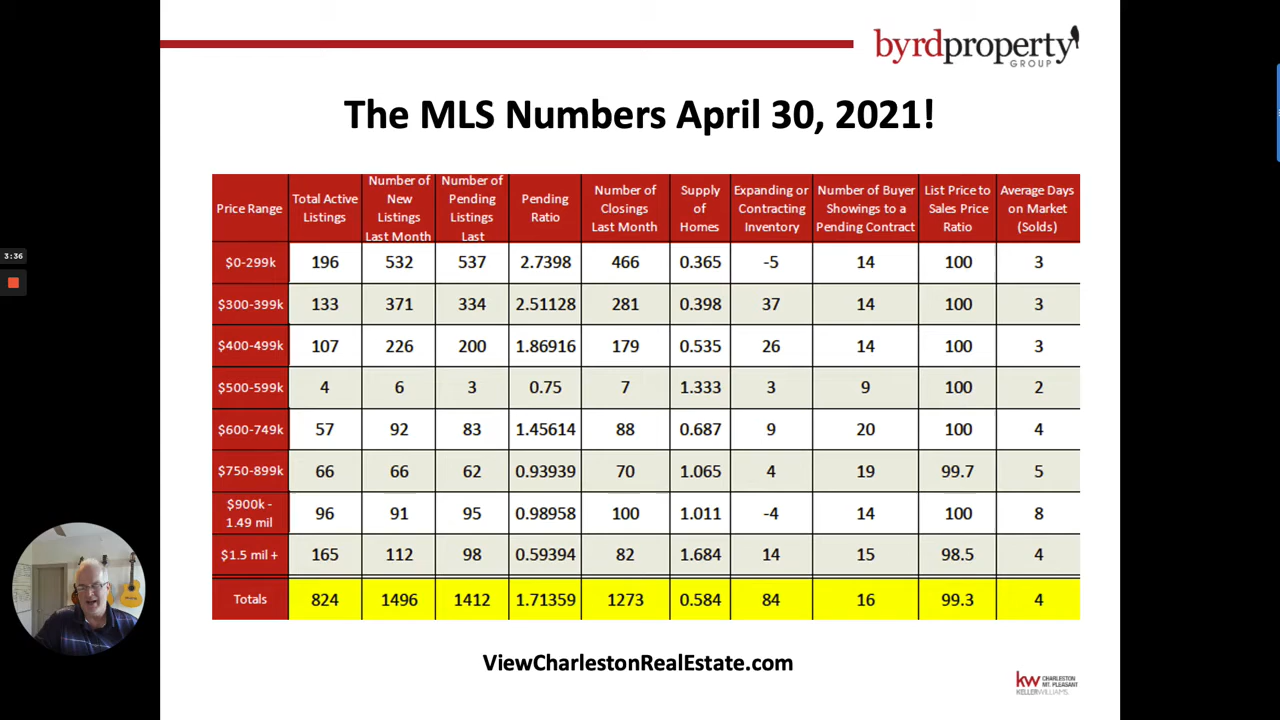 byrdproperty
GROUP
The MLS Numbers April 30, 2021!
Price Range Total Active Listings Number of New Listings Last Month Number of Pending Listings Last Pending Ratio Number of Closings Last Month Supply of Homes Expanding or Contracting Inventory Number of Buyer Showings to a Pending Contract List Price to Sales Price Ratio Average Days on Market (Solds)
$0-299k 196 532 537 2.7398 466 0.365 -5 14 100 3
$300-399k 133 371 334 2.51128 281 0.398 37 14 100 3
$400-499k 107 226 200 1.86916 179 0.535 26 14 100 3
$500-599k 4 6 3 0.75 7 1.333 3 9 100 2
$600-749k 57 92 83 1.45614 88 0.687 9 20 100 4
$750-899k 66 66 62 0.93939 70 1.065 4 19 99.7 5
$900k - 1.49 mil 96 91 95 0.98958 100 1.011 -4 14 100 8
$1.5 mil + 165 112 98 0.59394 82 1.684 14 15 98.5 4
Totals 824 1496 1412 1.71359 1273 0.584 84 16 99.3 4
3:36
ViewCharlestonRealEstate.com
kw CHARLESTON
MT. PLEASANT
KELLERWILLIAMS